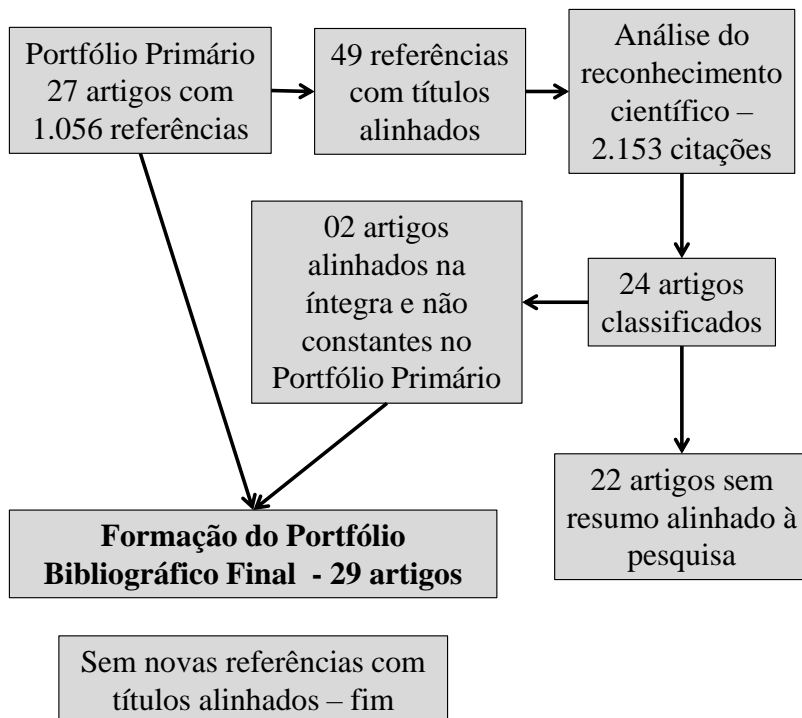 Portfólio Primário
27 artigos com
1.056 referências
49 referências
com títulos
alinhados
Análise do
reconhecimento
científico –
2.153 citações
02 artigos
alinhados na
íntegra e não
constantes no
Portfólio Primário
24 artigos
classificados
22 artigos sem
resumo alinhado à
pesquisa
Formação do Portfólio
Bibliográfico Final - 29 artigos
Sem novas referências com
títulos alinhados – fim